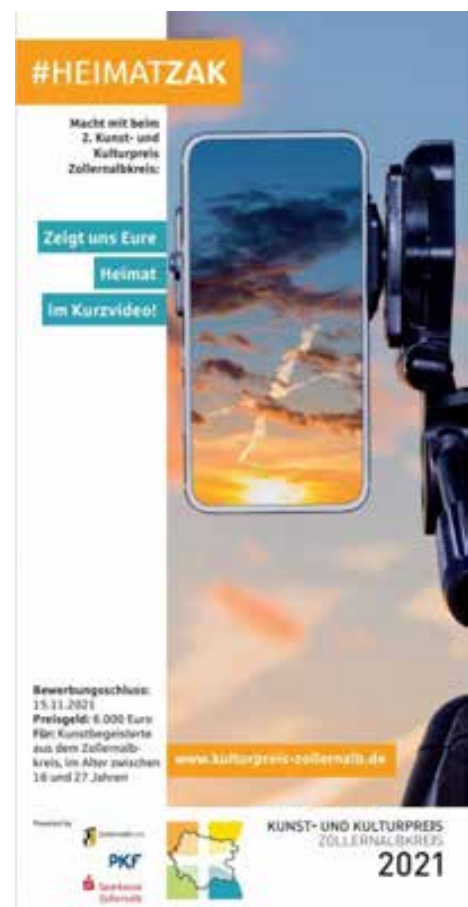 #HEIMATZAK
Macht mit beim
2. Kunst- und
Kulturpreis
Zollernalbkreis:
Zeigt uns Eure
Heimat
im Kurzvideo!
Bewerbungsschluss:
15.11.2021
Preisgeld: 6.000 Euro
Für: Kunstbegeisterte
aus dem Zollernalb-
kreis, im Alter zwischen
16 und 27 Jahren
www.kulturpreis-zollernalb.de
Powered by
PKF
Sparkasse
Zollernalb
KUNST- UND KULTURPREIS
ZOLLERNALBKREIS
2021